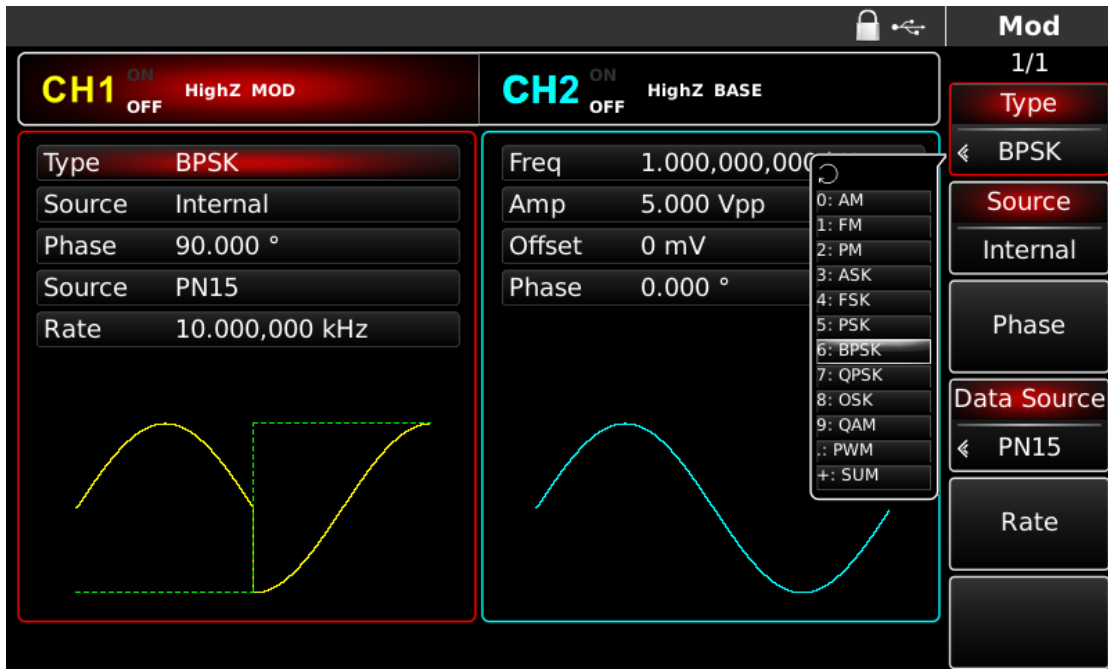 Mod
1/1
CH1 ON OFF HighZ MOD
CH2 ON OFF HighZ BASE
Type BPSK
Source Internal
Phase 90.000 °
Source PN15
Rate 10.000,000 kHz
Freq 1.000,000,000
Amp 5.000 Vpp
Offset 0 mV
Phase 0.000 °
0: AM
1: FM
2: PM
3: ASK
4: FSK
5: PSK
6: BPSK
7: QPSK
8: OSK
9: QAM
.: PWM
+: SUM
Type
BPSK
Source
Internal
Phase
Data Source
PN15
Rate